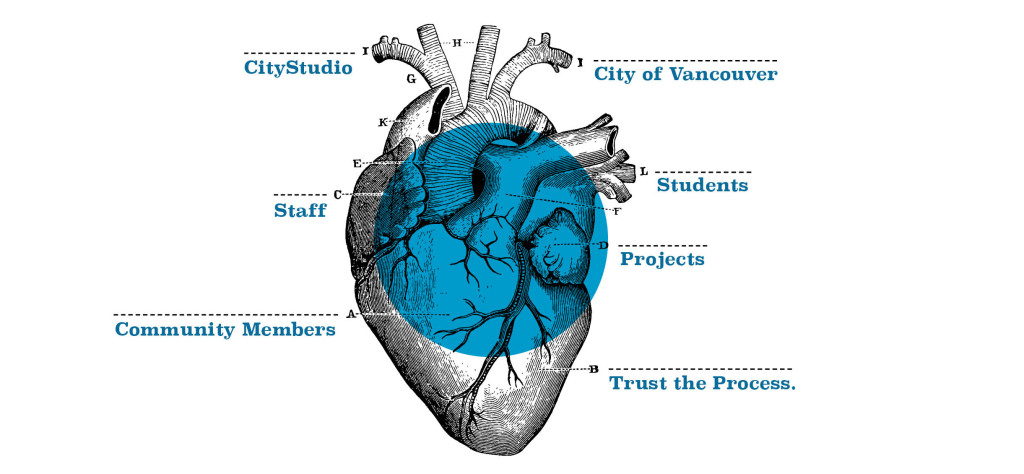 H
I
CityStudio
I
City of Vancouver
G
K
E
L
Students
C
Staff
F
D
Projects
A
Community Members
B
Trust the Process.